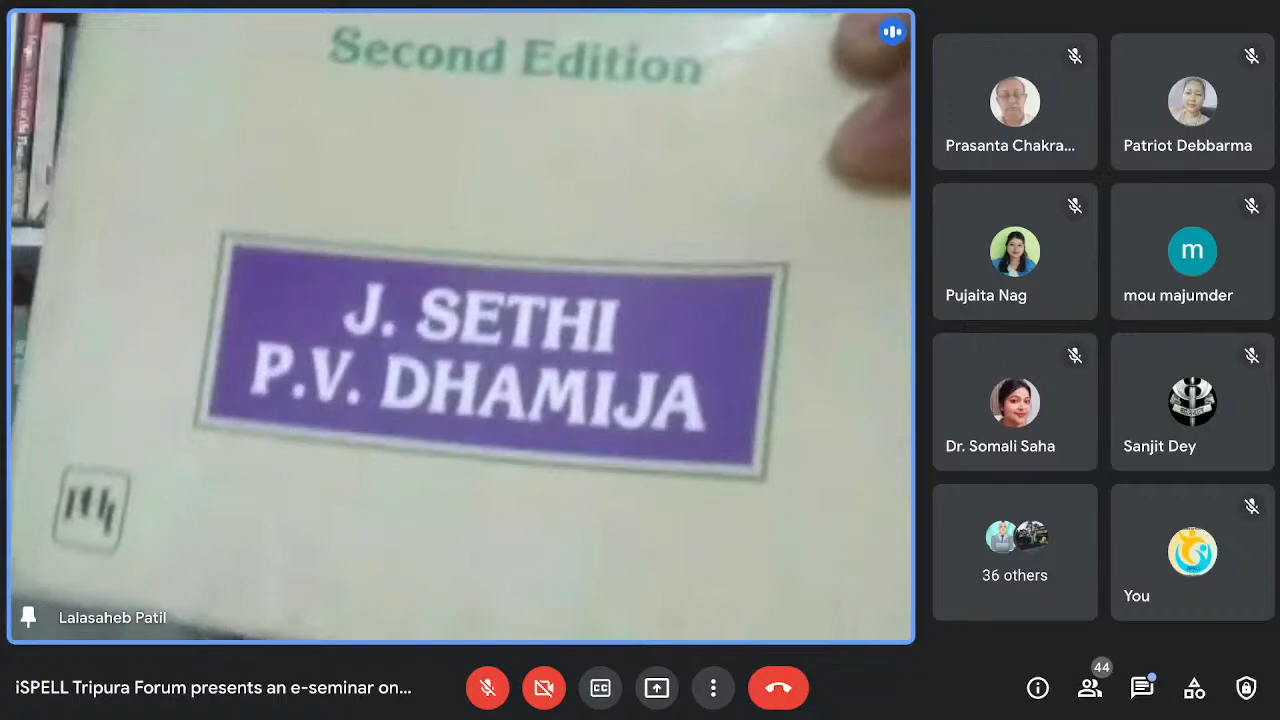 Second Edition
J. SETHI
P.V. DHAMIJA
Lalasaheb Patil
Prasanta Chakra...
Patriot Debbarma
Pujaita Nag
m
mou majumder
Dr. Somali Saha
Sanjit Dey
36 others
You
iSPELL Tripura Forum presents an e-seminar on...
CC
44